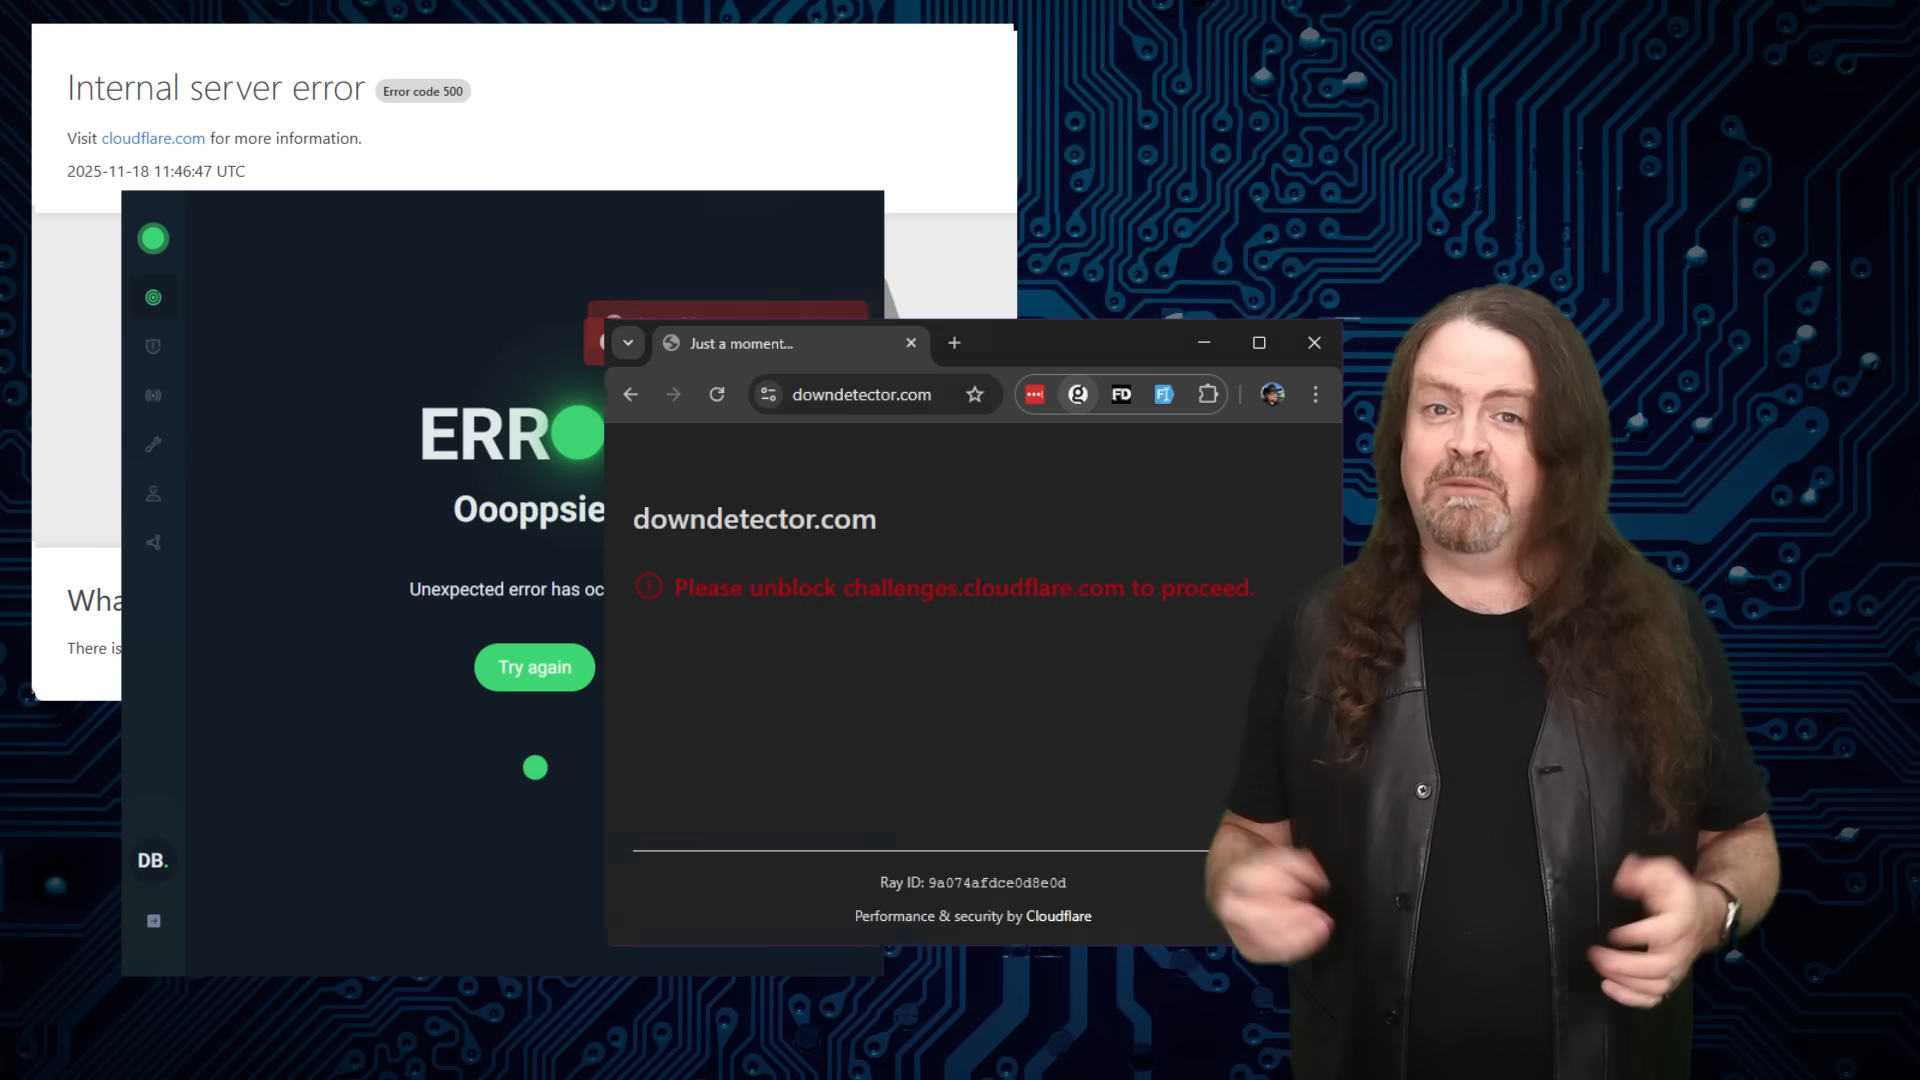 Internal server error Error code 500
Visit cloudflare.com for more information.
2025-11-18 11:46:47 UTC
There is
ERR
Oooppsie
Unexpected error has oc
Try again
DB.
Just a moment...
downdetector.com
FD
downdetector.com
Please unblock challenges.cloudflare.com to proceed.
Ray ID: 9a074afdce0d8e0d
Performance & security by Cloudflare